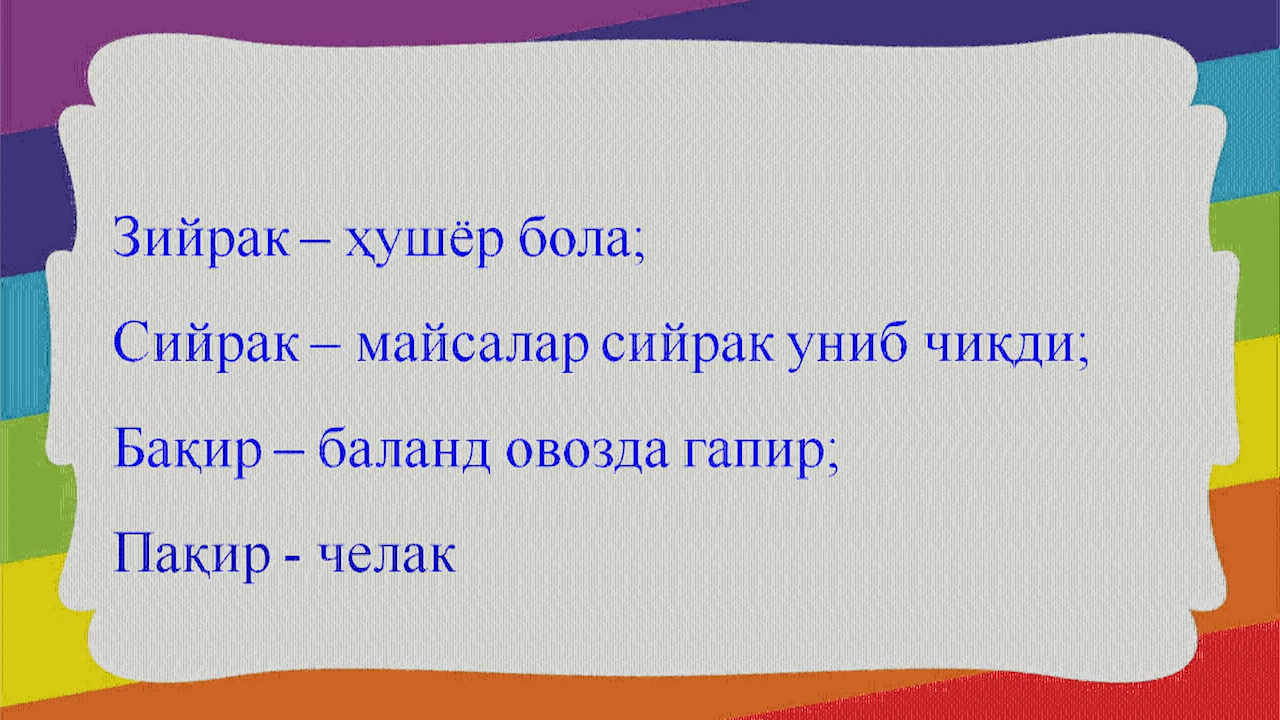 Зийрак – ҳушёр бола;
Сийрак – майсалар сийрак униб чиқди;
Бақир – баланд овозда гапир;
Пақир - челак